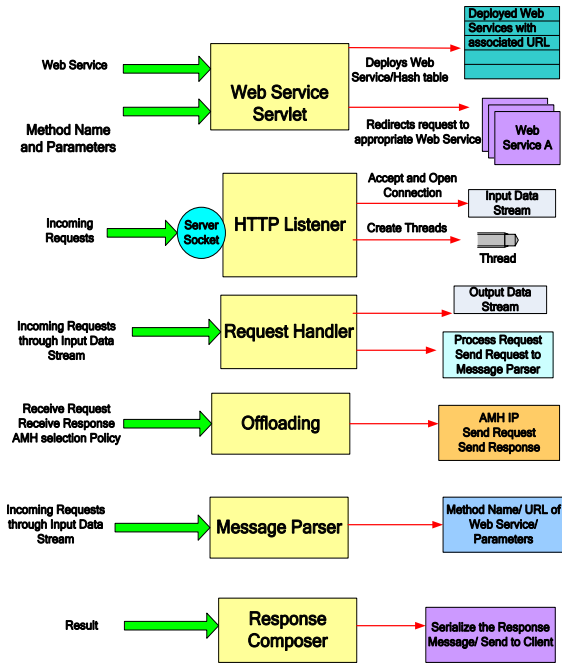 Web Service
Method Name
and Parameters
Web Service
Servlet
Deploys Web
Service/Hash table
Deployed Web
Services with
associated URL
Redirects request to
appropriate Web Service
Web
Service A
Incoming
Requests
Server
Socket
HTTP Listener
Accept and Open
Connection
Input Data
Stream
Create Threads
Thread
Incoming Requests
through Input Data
Stream
Request Handler
Output Data
Stream
Process Request
Send Request to
Message Parser
Receive Request
Receive Response
AMH selection Policy
Offloading
AMH IP
Send Request
Send Response
Incoming Requests
through Input Data
Stream
Message Parser
Method Name/ URL of
Web Service/
Parameters
Result
Response
Composer
Serialize the Response
Message/ Send to Client